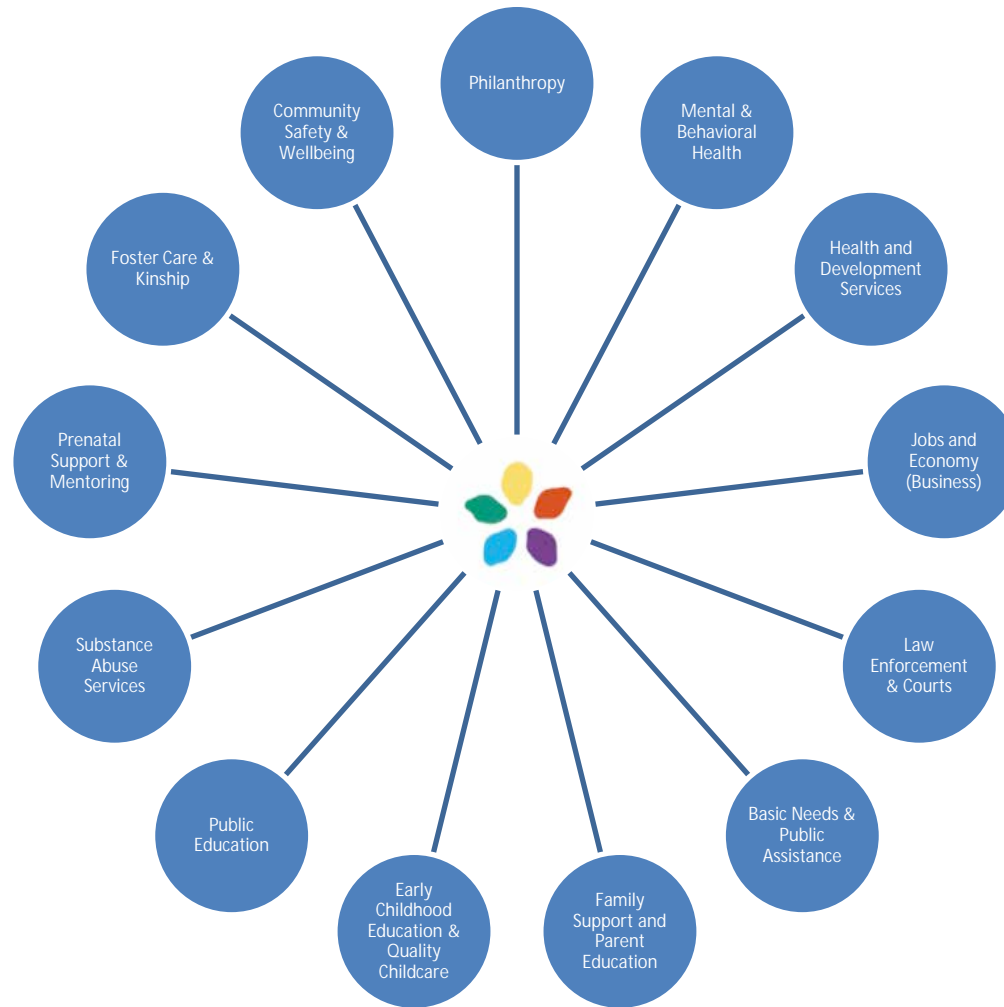 Philanthropy
Mental &
Behavioral
Health
Health and
Development
Services
Jobs and
Economy
(Business)
Law
Enforcement
& Courts
Basic Needs &
Public
Assistance
Family
Support and
Parent
Education
Early
Childhood
Education &
Quality
Childcare
Public
Education
Substance
Abuse
Services
Prenatal
Support &
Mentoring
Foster Care &
Kinship
Community
Safety &
Wellbeing